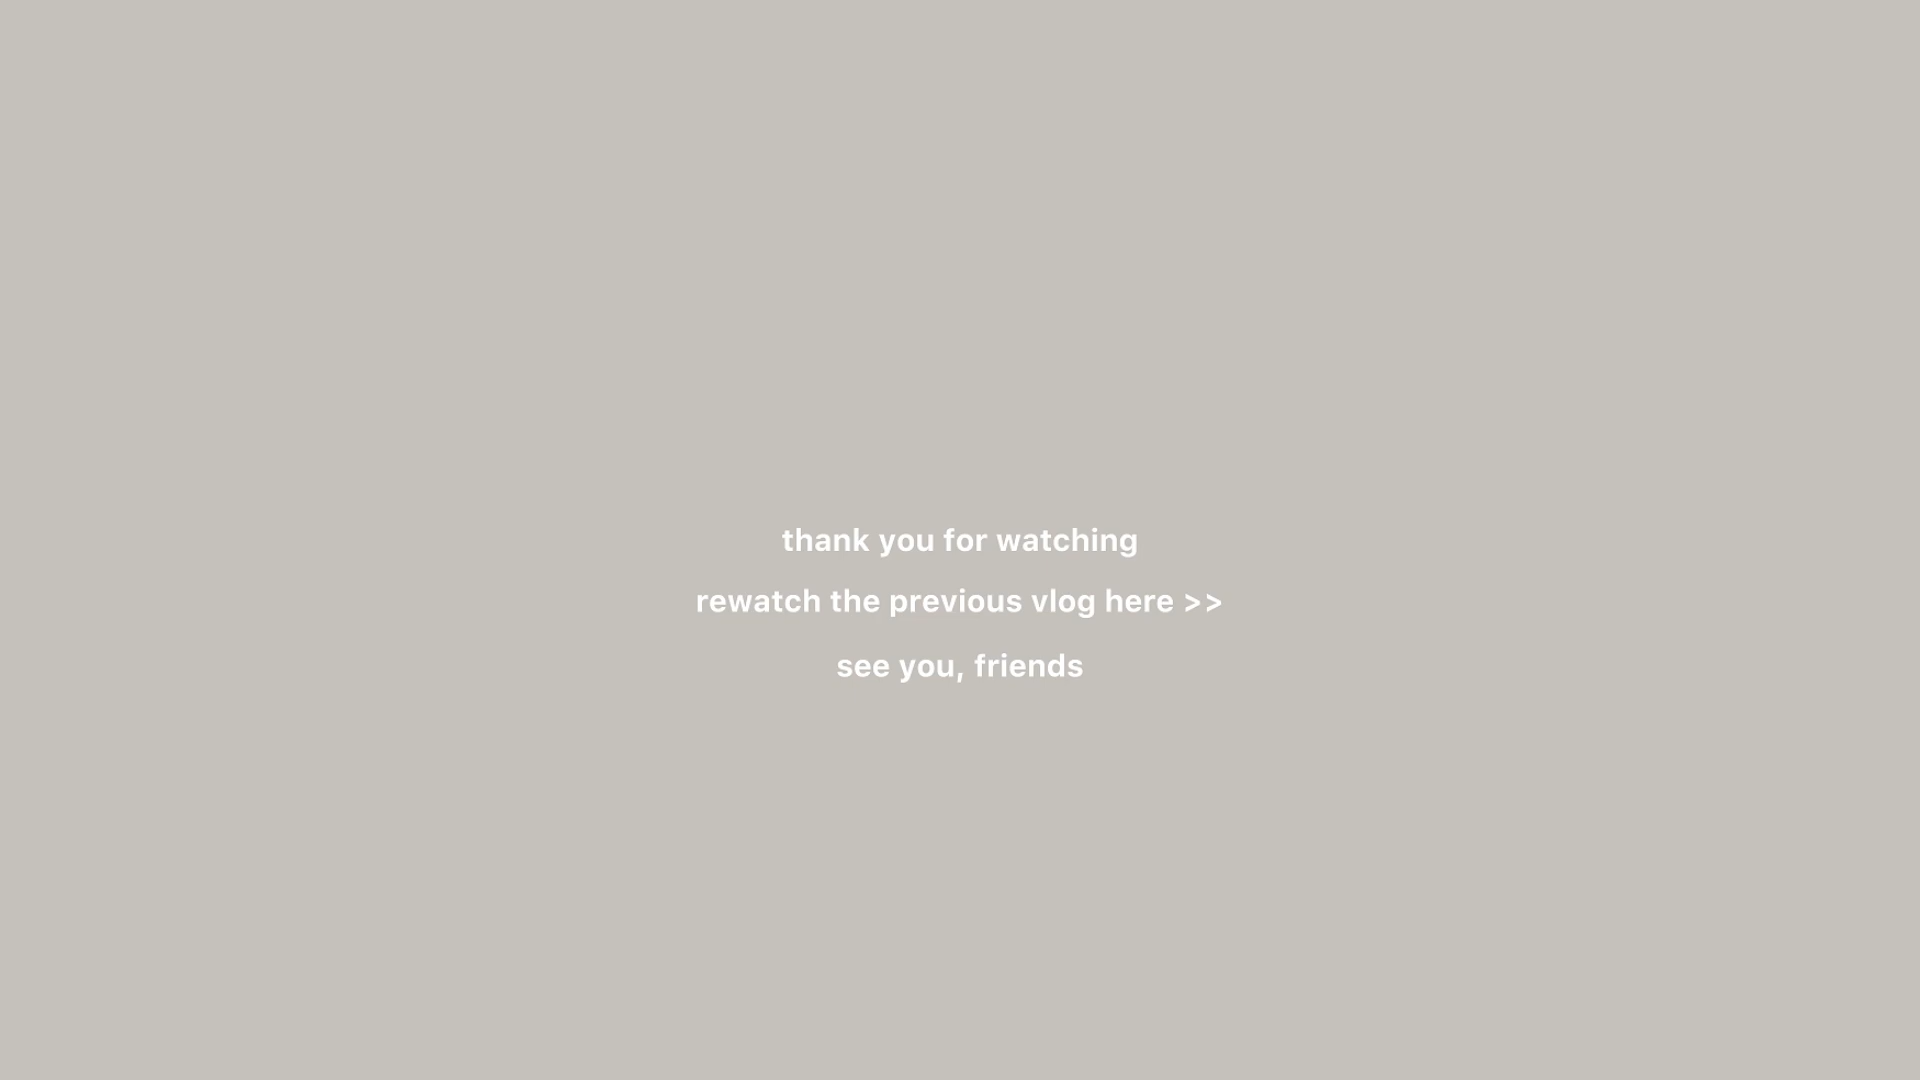 thank you for watching
rewatch the previous vlog here >>
see you, friends